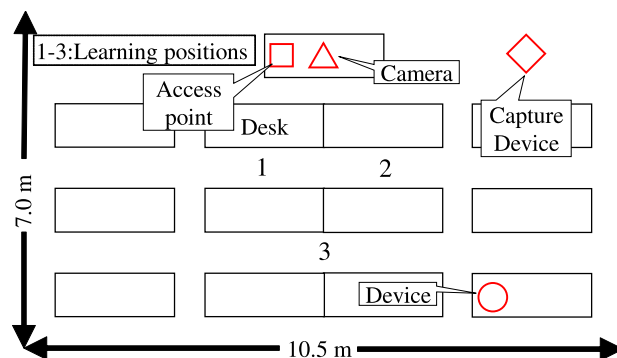 1-3:Learning positions
Camera
Access
point
Capture
Device
Desk
1
2
7.0 m
3
Device
10.5 m